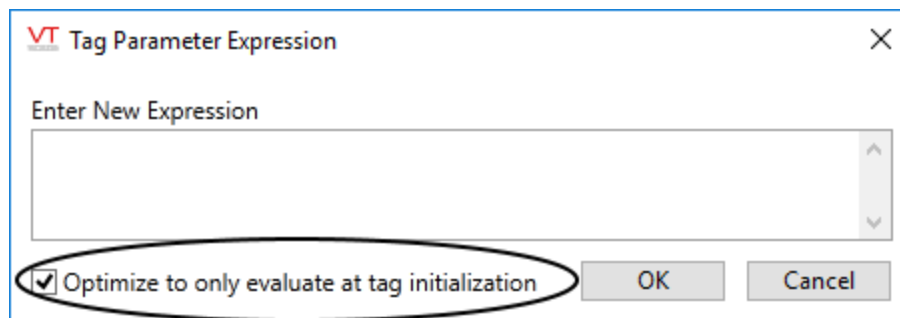 VT Tag Parameter Expression
Enter New Expression
Optimize to only evaluate at tag initialization OK Cancel